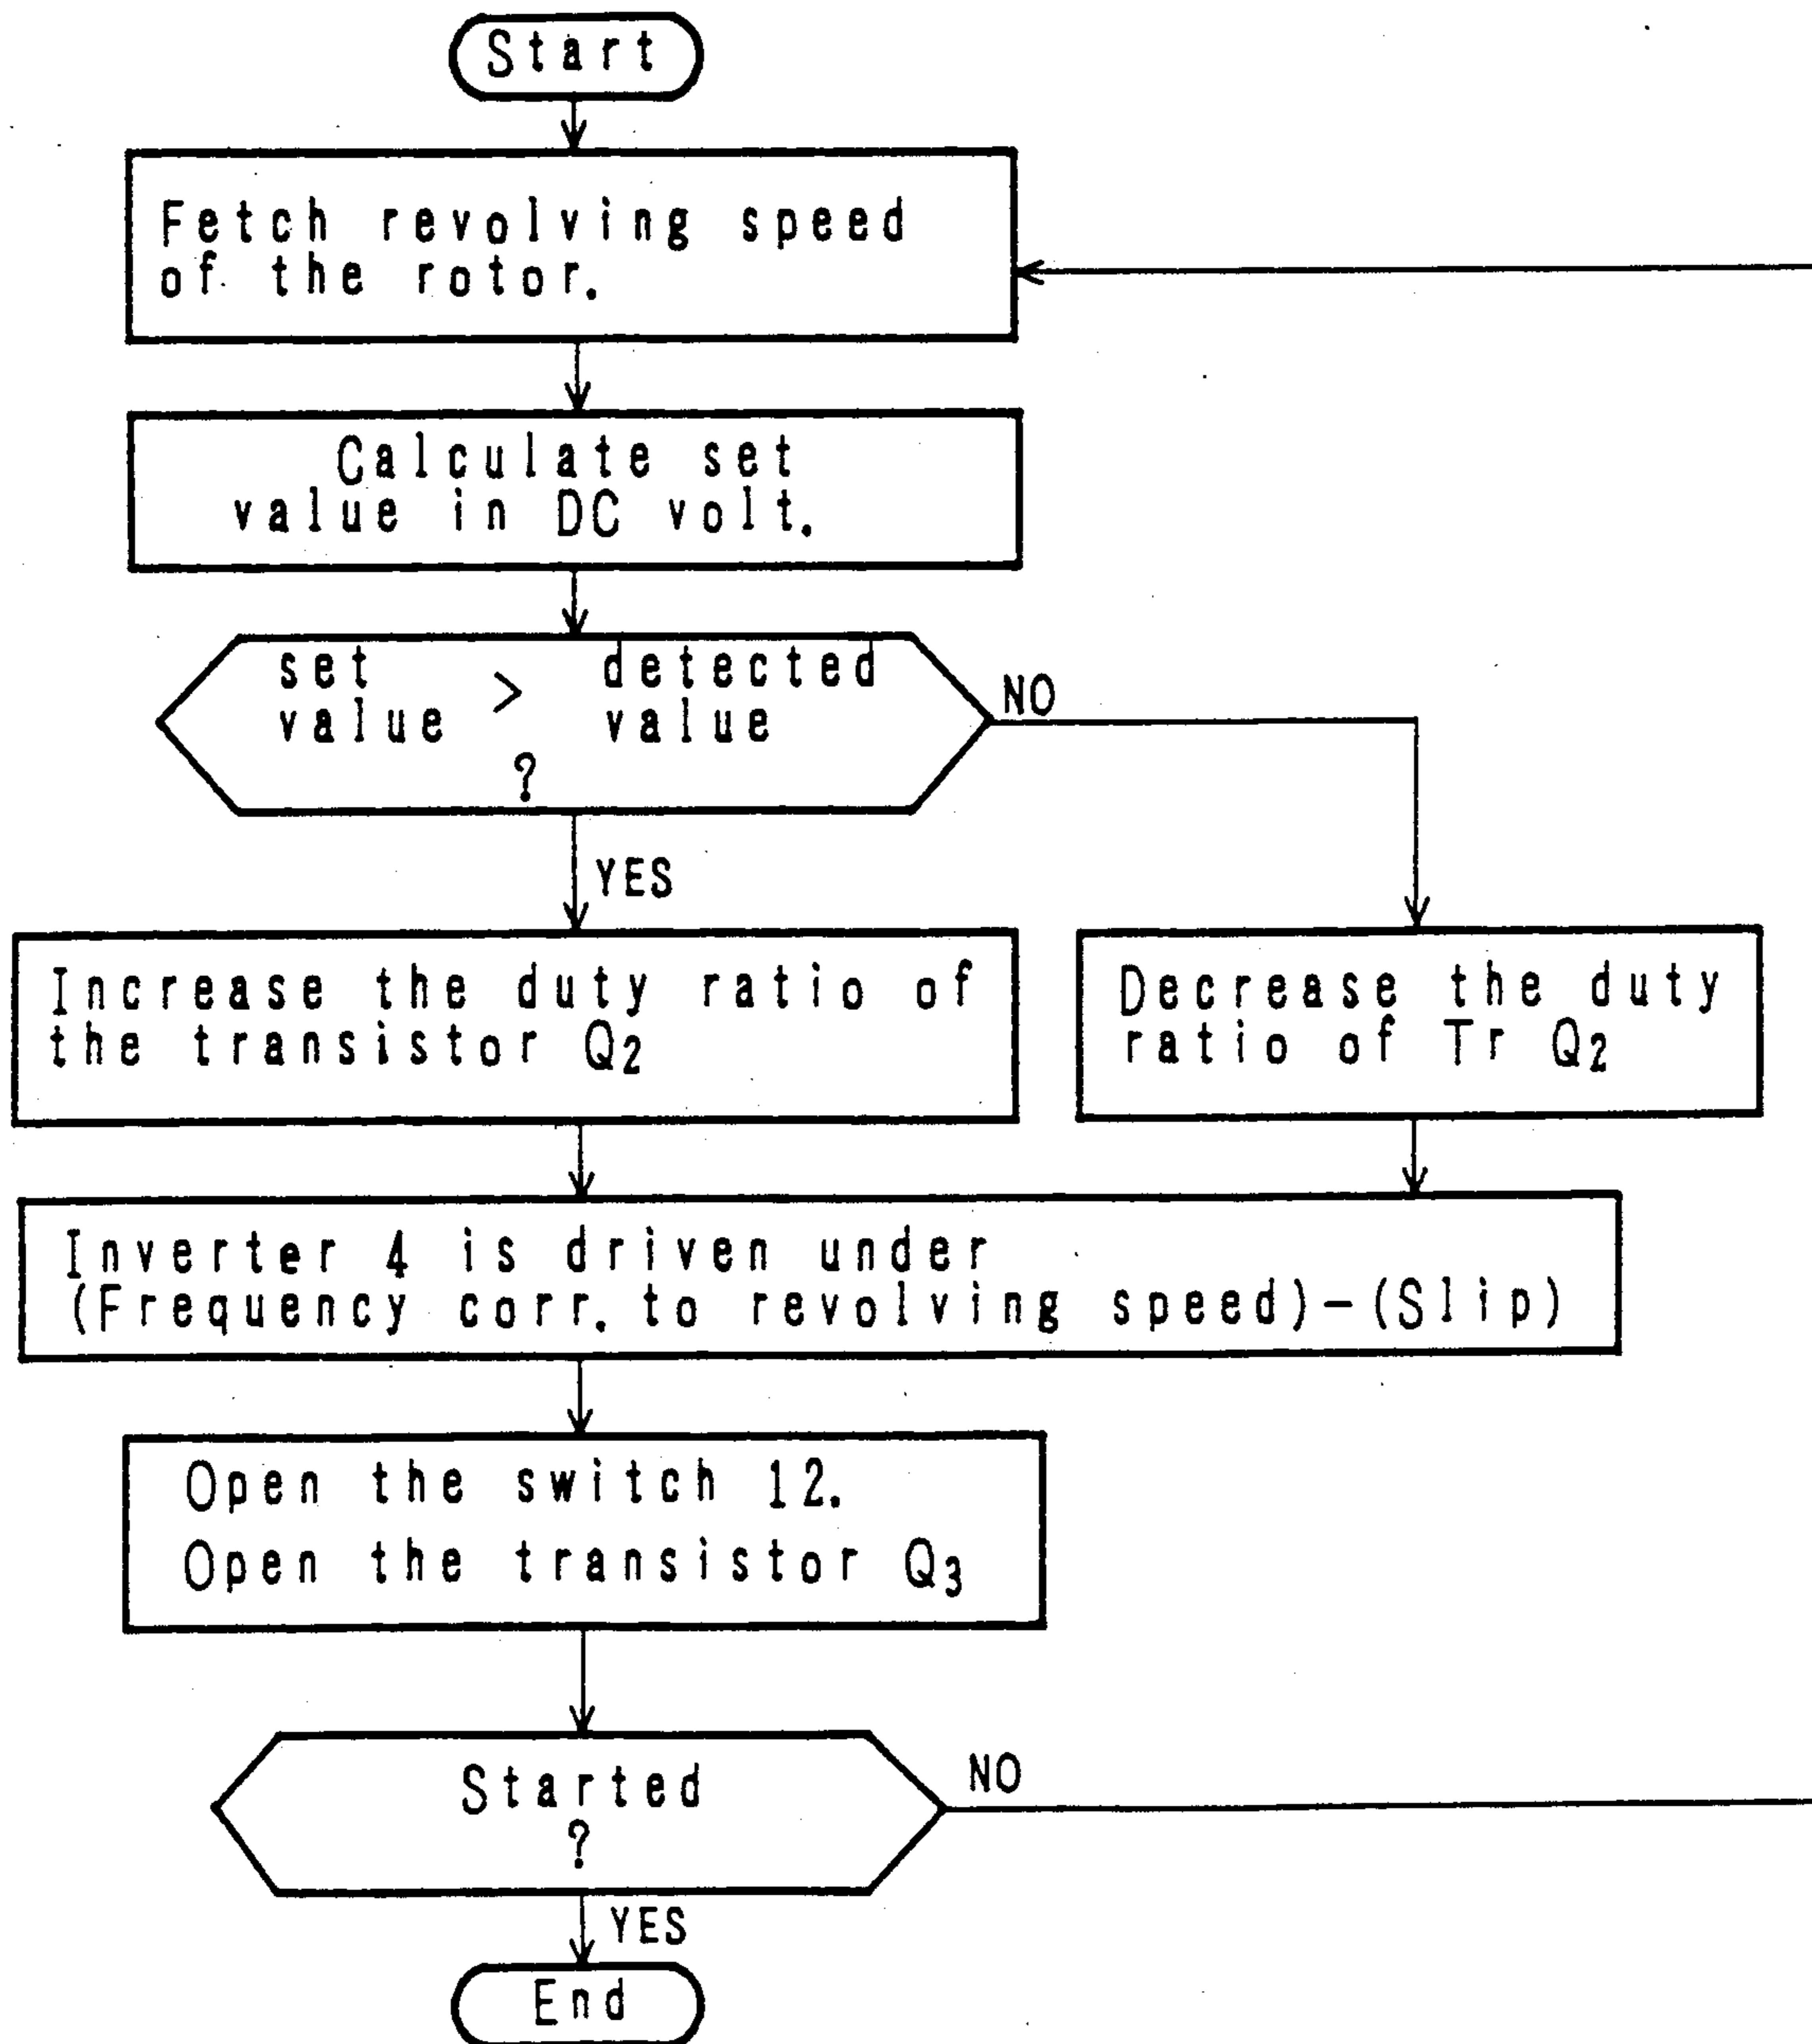 Start
Fetch revolving speed
of the rotor.
Calculate set
value in DC volt.
set > detected
value value
?
NO
YES
Increase the duty ratio of
the transistor Q2
Decrease the duty
ratio of Tr Q2
Inverter 4 is driven under
(Frequency corr. to revolving speed)-(Slip)
Open the switch 12.
Open the transistor Q3
Started
?
NO
YES
End